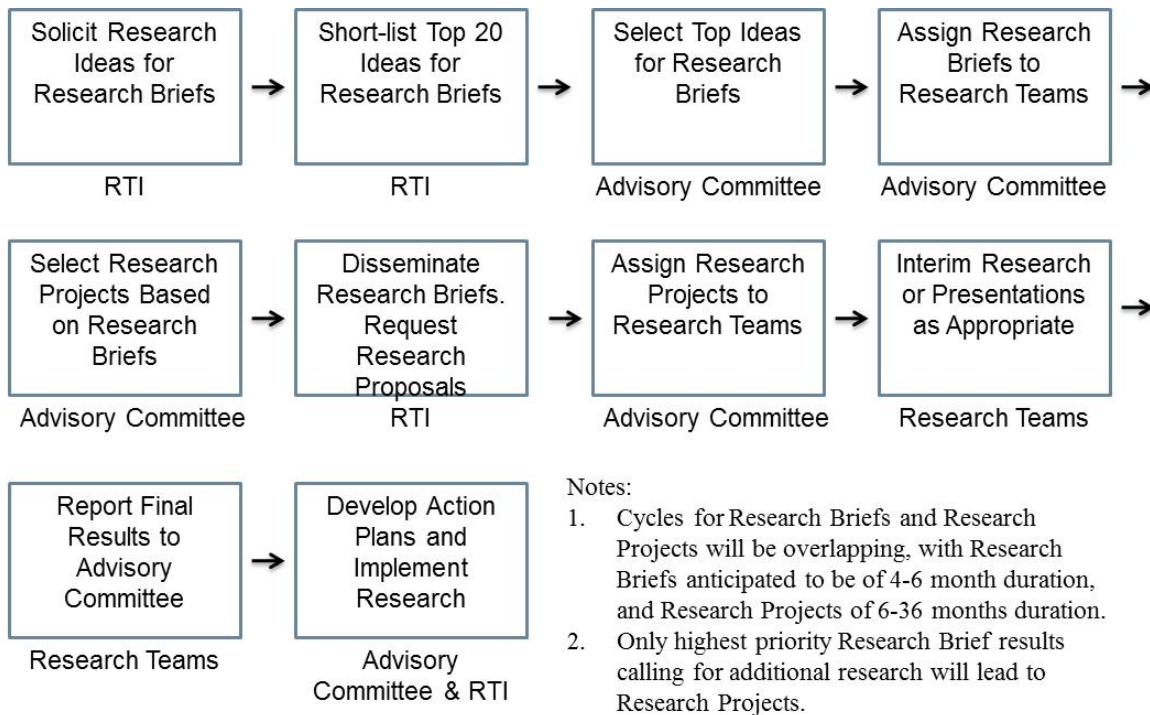 Solicit Research
Ideas for
Research Briefs
RTI
Short-list Top 20
Ideas for
Research Briefs
RTI
Select Top Ideas
for Research
Briefs
Advisory Committee
Assign Research
Briefs to
Research Teams
Advisory Committee
Select Research
Projects Based
on Research
Briefs
Advisory Committee
Disseminate
Research Briefs.
Request
Research
Proposals
RTI
Assign Research
Projects to
Research Teams
Advisory Committee
Interim Research
or Presentations
as Appropriate
Research Teams
Report Final
Results to
Advisory
Committee
Research Teams
Develop Action
Plans and
Implement
Research
Advisory
Committee & RTI
Notes:
1. Cycles for Research Briefs and Research
Projects will be overlapping, with Research
Briefs anticipated to be of 4-6 month duration,
and Research Projects of 6-36 months duration.
2. Only highest priority Research Brief results
calling for additional research will lead to
Research Projects.